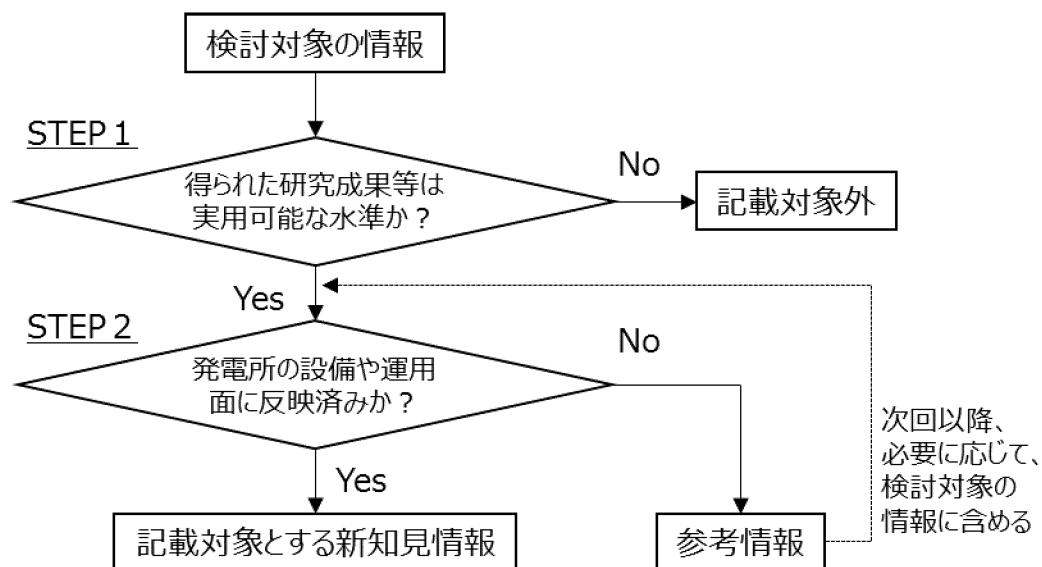 検討対象の情報
STEP 1
得られた研究成果等は
実用可能な水準か？
No
記載対象外
Yes
STEP 2
発電所の設備や運用
面に反映済みか？
No
次回以降、
必要に応じて、
検討対象の
情報に含める
Yes
記載対象とする新知見情報
参考情報